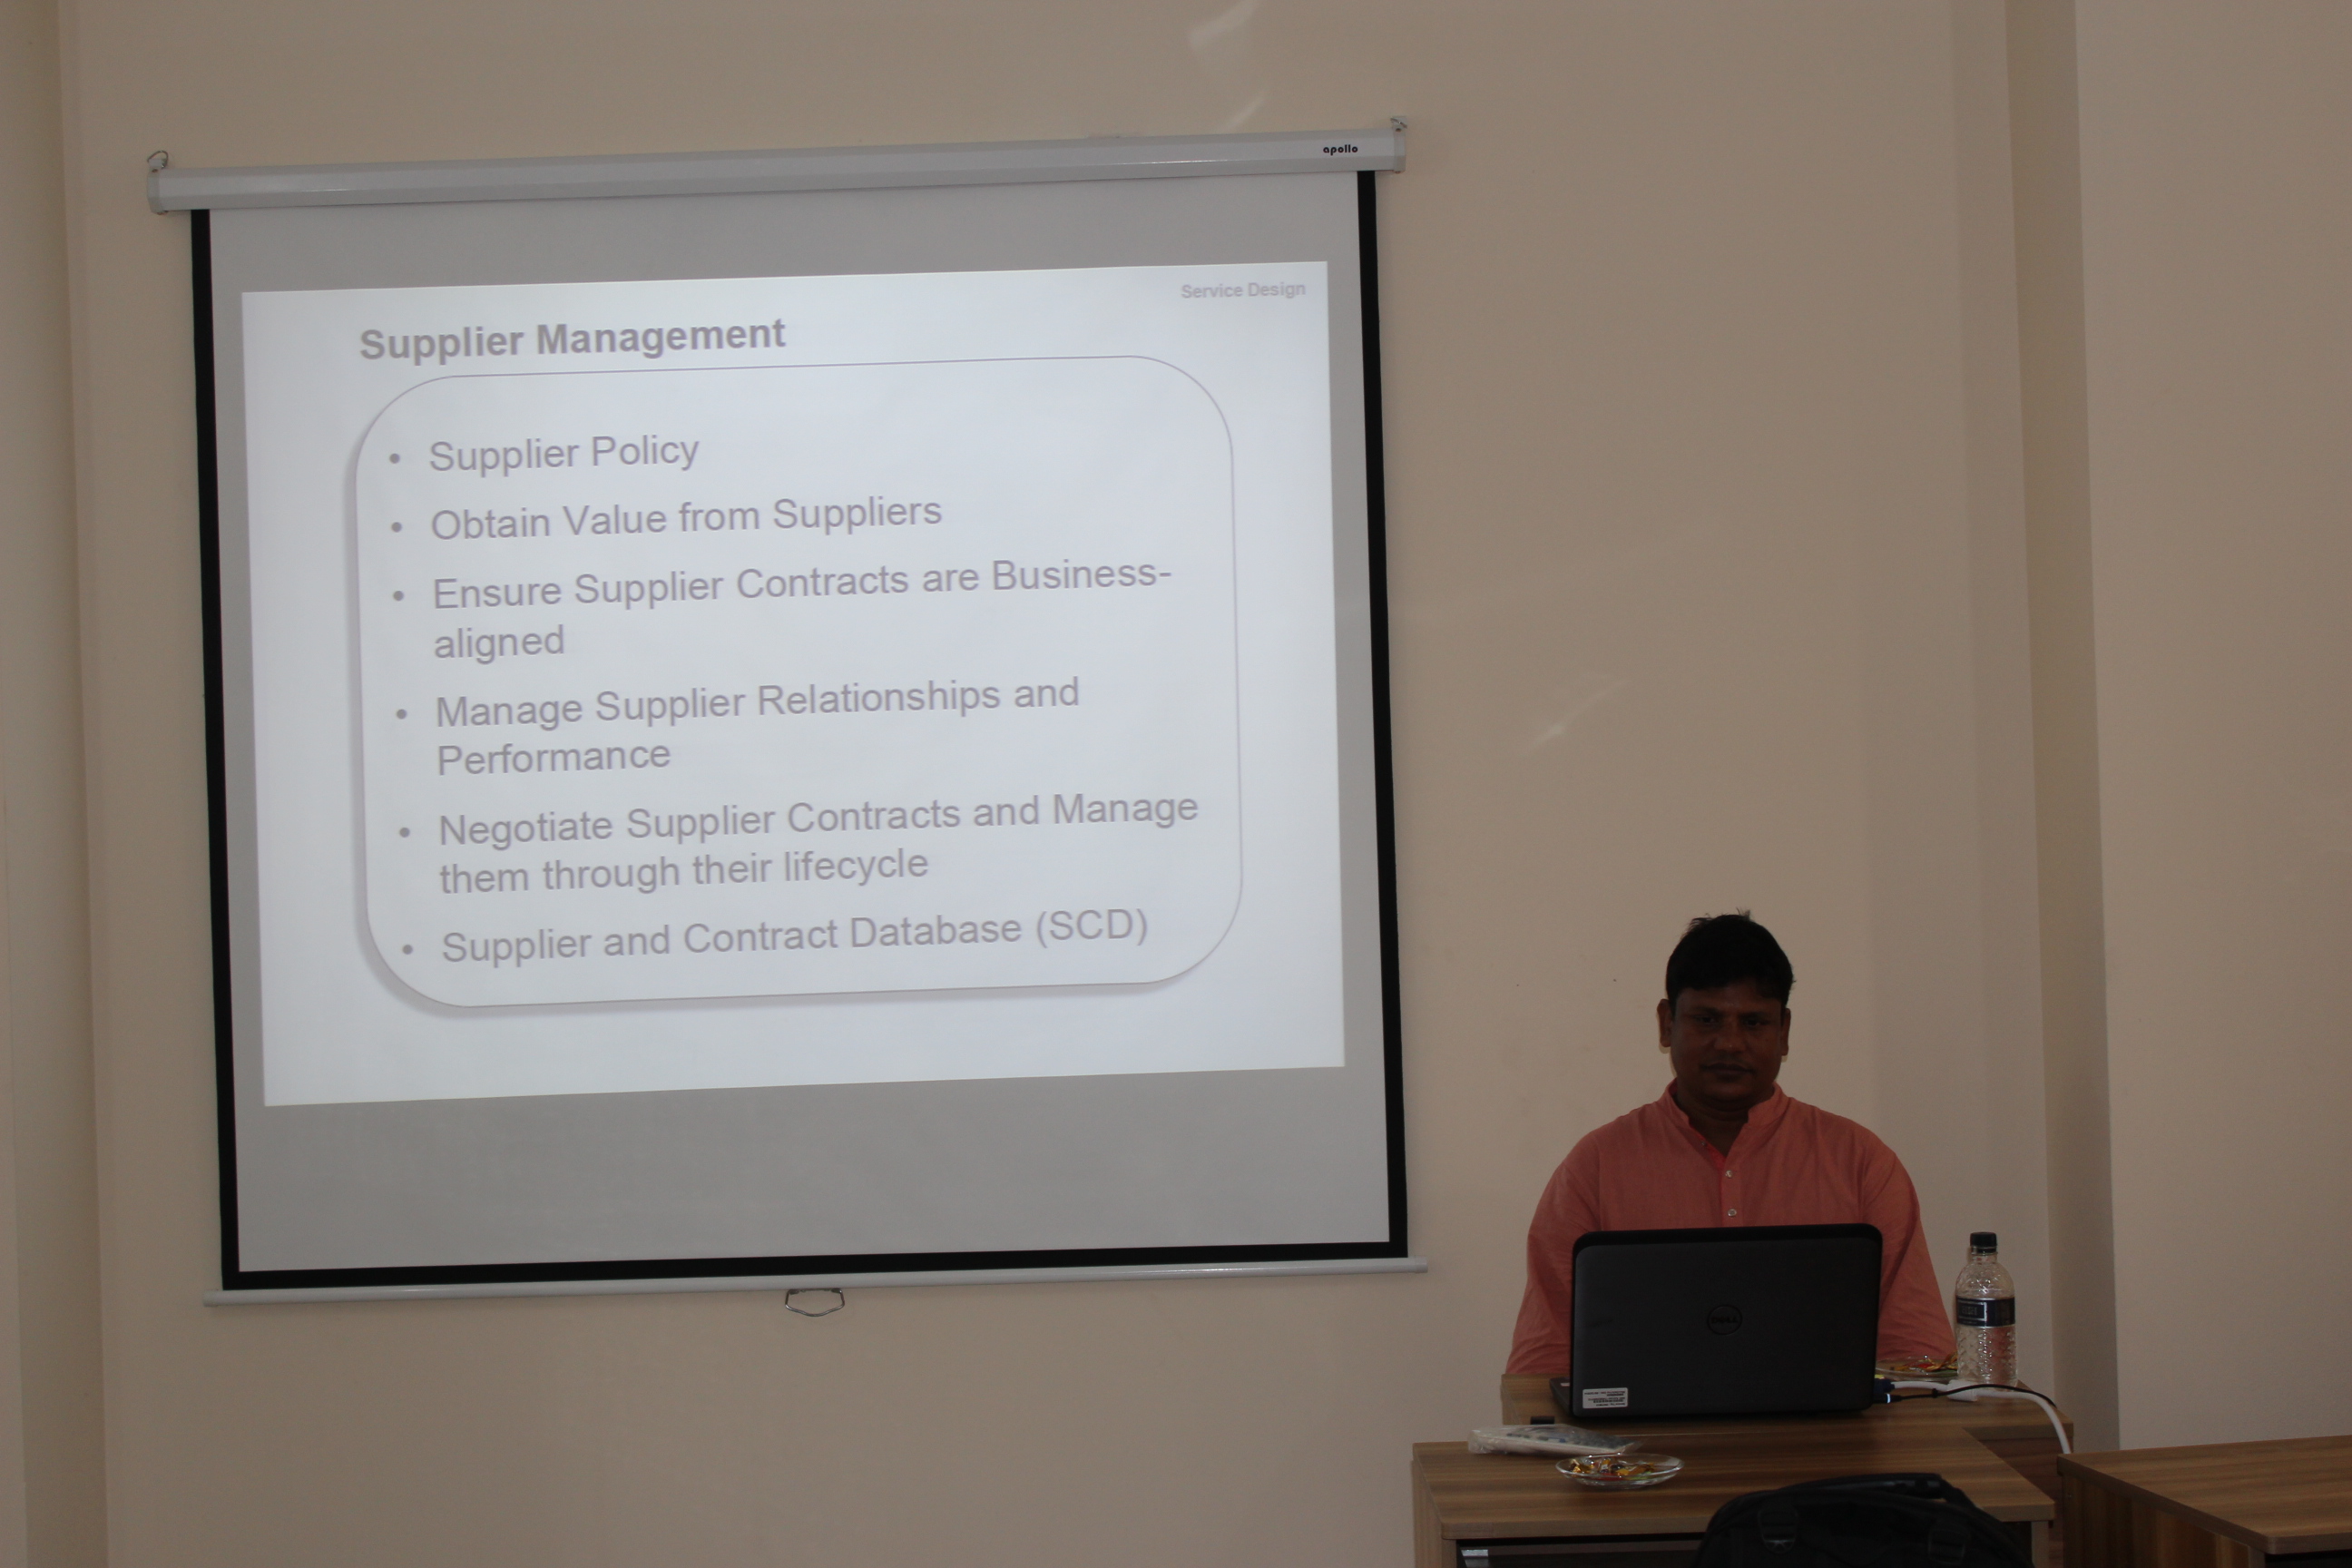 apollo
Service Design
Supplier Management
• Supplier Policy
• Obtain Value from Suppliers
• Ensure Supplier Contracts are Business-
aligned
• Manage Supplier Relationships and
Performance
• Negotiate Supplier Contracts and Manage
them through their lifecycle
• Supplier and Contract Database (SCD)
DELL